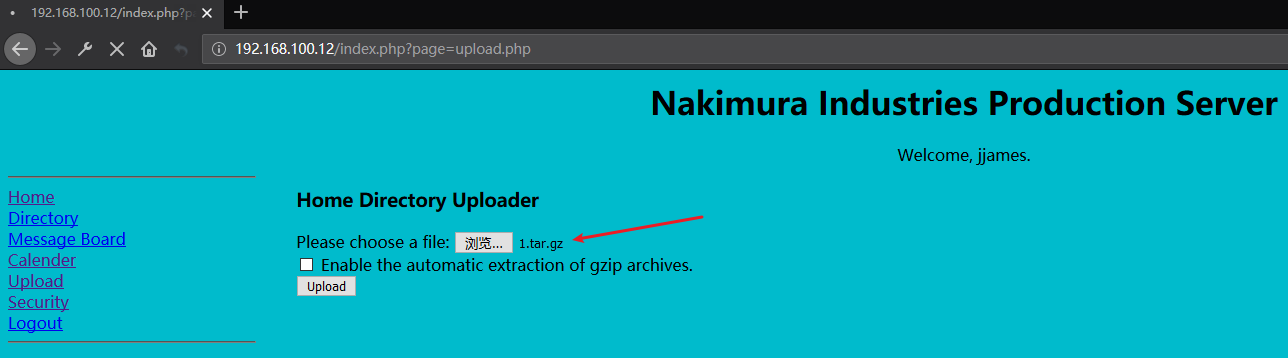 192.168.100.12/index.php?p
192.168.100.12/index.php?page=upload.php
Nakimura Industries Production Server
Welcome, jjames.
Home
Directory
Message Board
Calender
Upload
Security
Logout
Home Directory Uploader
Please choose a file: 浏览... 1.tar.gz
Enable the automatic extraction of gzip archives.
Upload